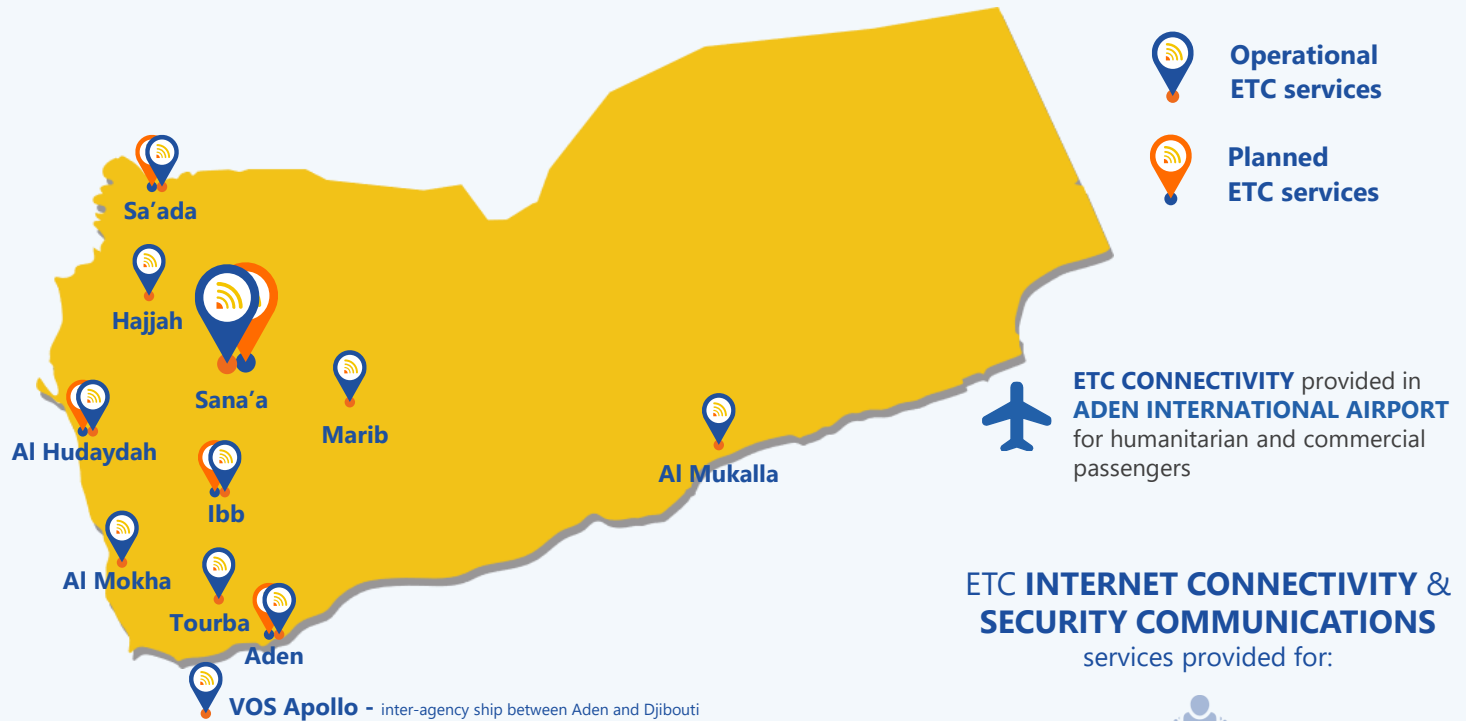 Operational
ETC services
Planned
ETC services
Sa’ada
Hajjah
Sana’a
Marib
Al Hudaydah
Al Mukalla
Ibb
Al Mokha
Tourba
Aden
VOS Apollo - inter-agency ship between Aden and Djibouti
ETC CONNECTIVITY provided in
ADEN INTERNATIONAL AIRPORT
for humanitarian and commercial
passengers
ETC INTERNET CONNECTIVITY &
SECURITY COMMUNICATIONS
services provided for: